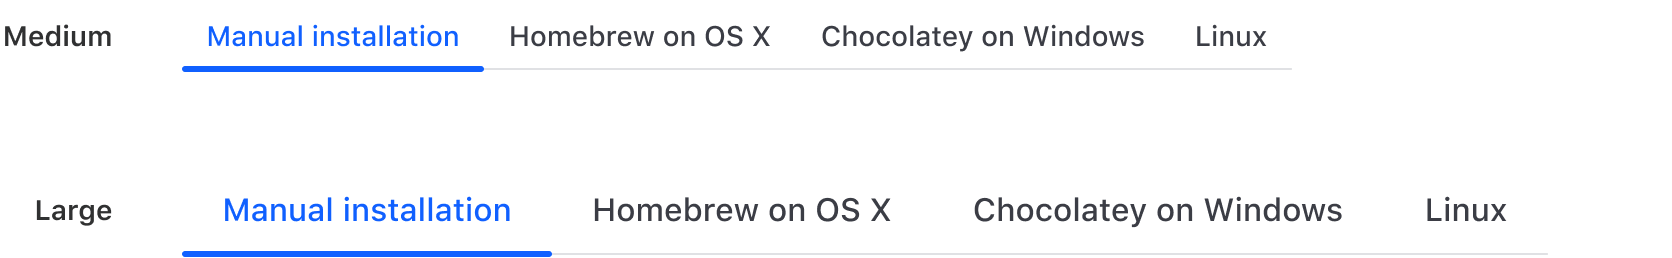 Medium Manual installation Homebrew on OS X Chocolatey on Windows Linux
Large Manual installation Homebrew on OS X Chocolatey on Windows Linux